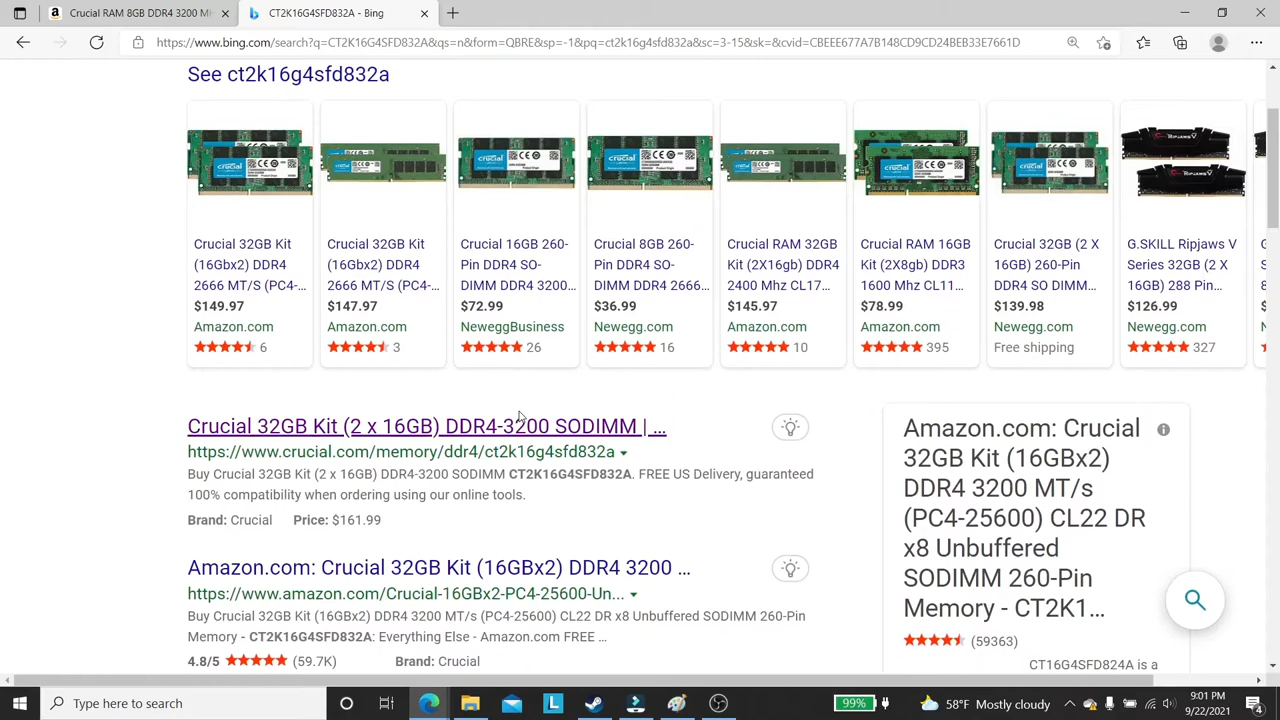 Crucial RAM 8GB DDR4 3200 M
CT2K16G4SFD832A - Bing
https://www.bing.com/search?q=CT2K16G4SFD832A&qs=n&form=QBRE&sp=-1&pq=ct2k16g4sfd832a&sc=3-15&sk=&cvid=CBEEE677A7B148CD9CD24BEB33E7661D
See ct2k16g4sfd832a
Crucial 32GB Kit
(16Gbx2) DDR4
2666 MT/S (PC4-...
$149.97
Amazon.com
6
Crucial 32GB Kit
(16Gbx2) DDR4
2666 MT/S (PC4-...
$147.97
Amazon.com
3
Crucial 16GB 260-
Pin DDR4 SO-
DIMM DDR4 3200...
$72.99
NeweggBusiness
26
Crucial 8GB 260-
Pin DDR4 SO-
DIMM DDR4 2666...
$36.99
Newegg.com
16
Crucial RAM 32GB
Kit (2X16gb) DDR4
2400 Mhz CL17...
$145.97
Amazon.com
10
Crucial RAM 16GB
Kit (2X8gb) DDR3
1600 Mhz CL11...
$78.99
Amazon.com
395
Crucial 32GB (2 X
16GB) 260-Pin
DDR4 SO DIMM...
$139.98
Newegg.com
Free shipping
G.SKILL Ripjaws V
Series 32GB (2 X
16GB) 288 Pin...
$126.99
Newegg.com
327
Crucial 32GB Kit (2 x 16GB) DDR4-3200 SODIMM | ...
https://www.crucial.com/memory/ddr4/ct2k16g4sfd832a
Buy Crucial 32GB Kit (2 x 16GB) DDR4-3200 SODIMM CT2K16G4SFD832A. FREE US Delivery, guaranteed
100% compatibility when ordering using our online tools.
Brand: Crucial Price: $161.99
Amazon.com: Crucial 32GB Kit (16GBx2) DDR4 3200 ...
https://www.amazon.com/Crucial-16GBx2-PC4-25600-Un...
Buy Crucial 32GB Kit (16GBx2) DDR4 3200 MT/s (PC4-25600) CL22 DR x8 Unbuffered SODIMM 260-Pin
Memory - CT2K16G4SFD832A: Everything Else - Amazon.com FREE ...
4.8/5 (59.7K) Brand: Crucial
Amazon.com: Crucial
32GB Kit (16GBx2)
DDR4 3200 MT/s
(PC4-25600) CL22 DR
x8 Unbuffered
SODIMM 260-Pin
Memory - CT2K1...
(59363)
CT16G4SFD824A is a
Type here to search
99%
58°F Mostly cloudy
9:01 PM
9/22/2021
4